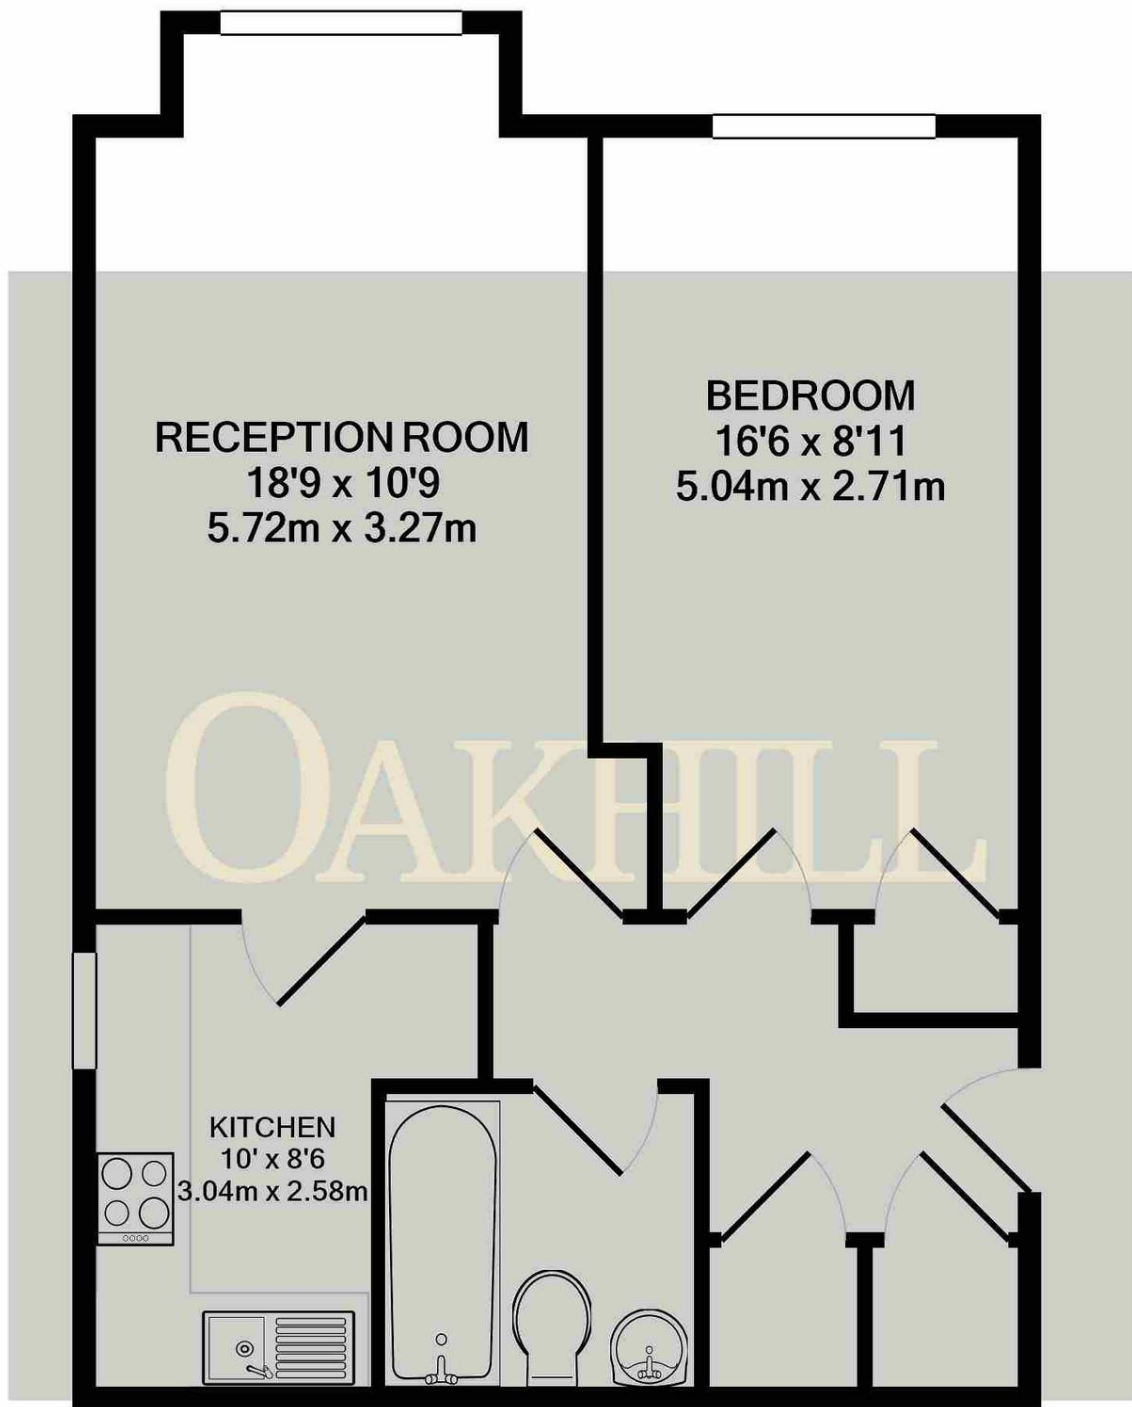 RECEPTION ROOM
18'9 x 10'9
5.72m x 3.27m
BEDROOM
16'6 x 8'11
5.04m x 2.71m
OAKHILL
KITCHEN
10' x 8'6
3.04m x 2.58m